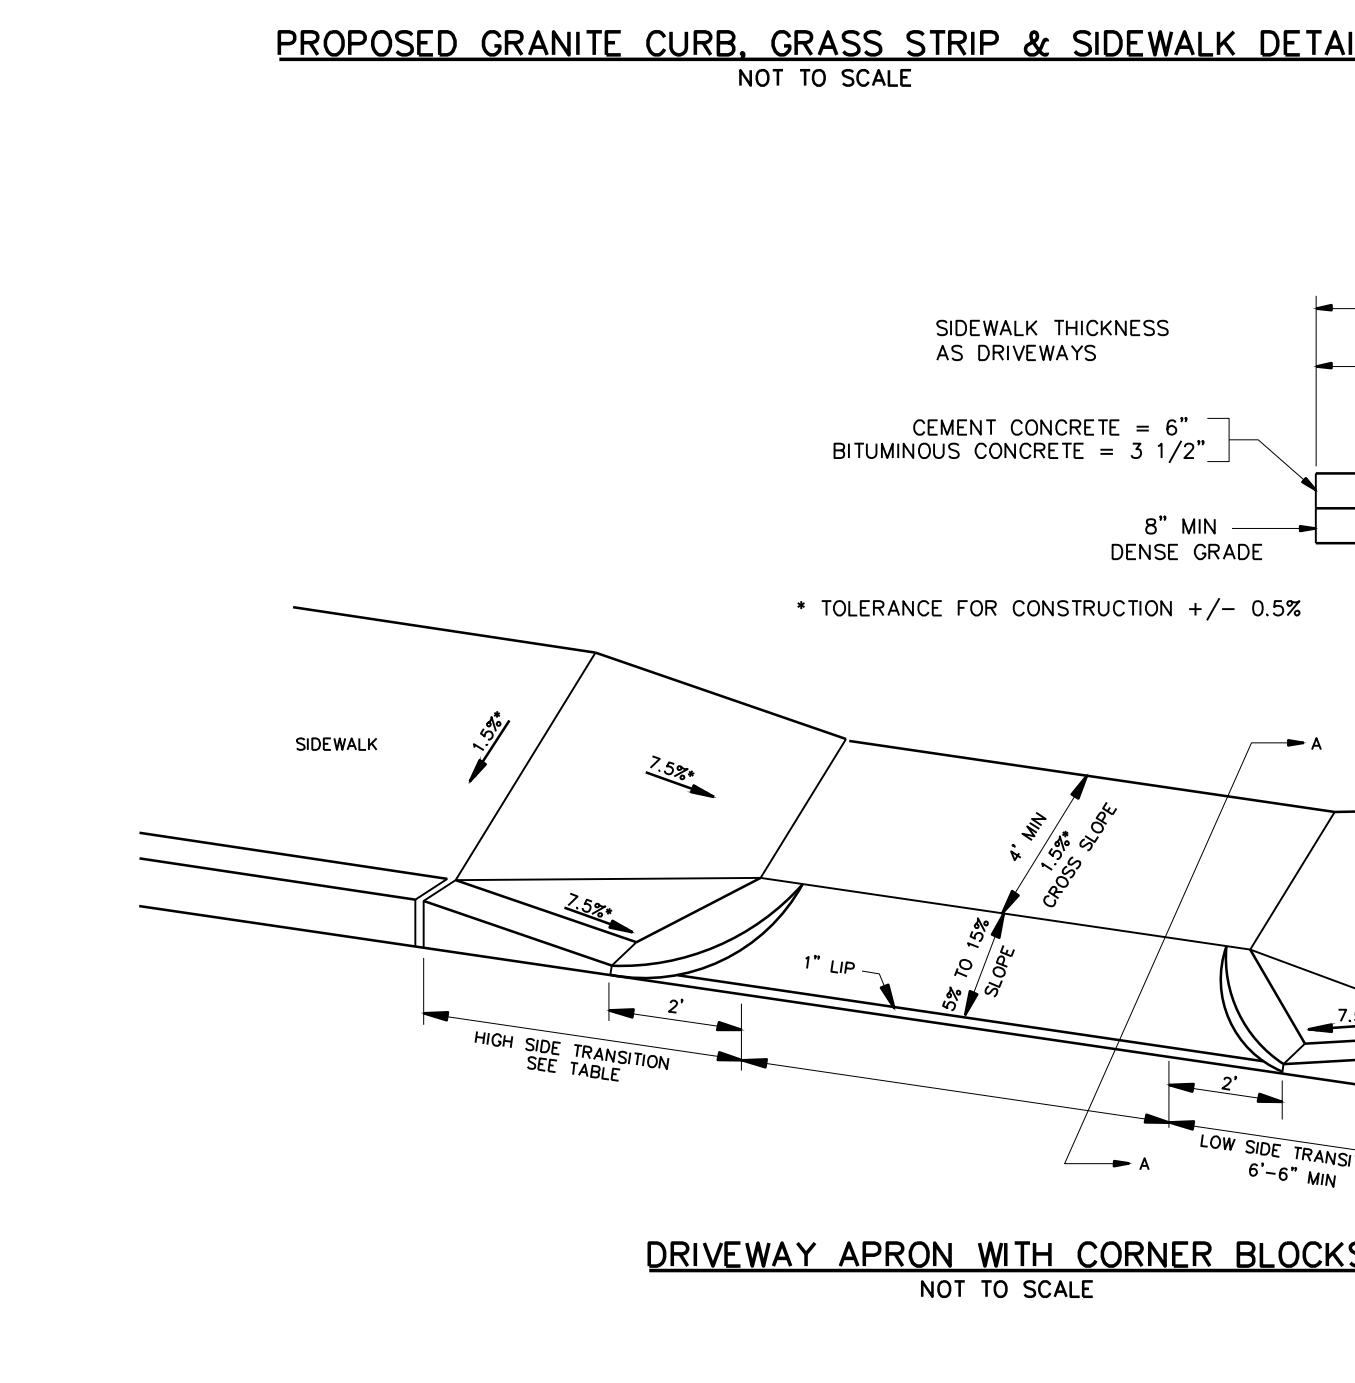 PROPOSED GRANITE CURB, GRASS STRIP & SIDEWALK DETAI
NOT TO SCALE
SIDEWALK THICKNESS
AS DRIVEWAYS
CEMENT CONCRETE = 6"
BITUMINOUS CONCRETE = 3 1/2"
8" MIN
DENSE GRADE
* TOLERANCE FOR CONSTRUCTION +/- 0.5%
SIDEWALK
1.5%*
7.5%*
A
4' MIN
1.5%*
CROSS SLOPE
7.5%*
5% TO 15%
SLOPE
1" LIP
2'
HIGH SIDE TRANSITION
SEE TABLE
7.
2'
LOW SIDE TRANSI
6'-6" MIN
A
DRIVEWAY APRON WITH CORNER BLOCKS
NOT TO SCALE